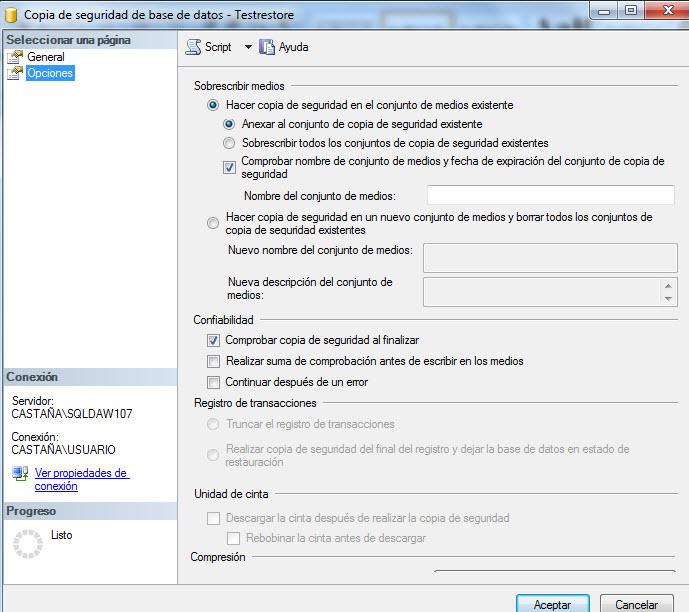 Copia de seguridad de base de datos - Testrestore
Seleccionar una página
General
Opciones
Script
Ayuda
Sobrescribir medios
Hacer copia de seguridad en el conjunto de medios existente
Anexar al conjunto de copia de seguridad existente
Sobrescribir todos los conjuntos de copia de seguridad existentes
Comprobar nombre de conjunto de medios y fecha de expiración del conjunto de copia de
seguridad
Nombre del conjunto de medios:
Hacer copia de seguridad en un nuevo conjunto de medios y borrar todos los conjuntos de
copia de seguridad existentes
Nuevo nombre del conjunto de medios:
Nueva descripción del conjunto de
medios:
Confiabilidad
Comprobar copia de seguridad al finalizar
Realizar suma de comprobación antes de escribir en los medios
Continuar después de un error
Registro de transacciones
Truncar el registro de transacciones
Realizar copia de seguridad del final del registro y dejar la base de datos en estado de
restauración
Unidad de cinta
Descargar la cinta después de realizar la copia de seguridad
Rebobinar la cinta antes de descargar
Compresión
Conexión
Servidor:
CASTAÑA\SQLDAW107
Conexión:
CASTAÑA\USUARIO
Ver propiedades de
conexión
Progreso
Listo
Aceptar
Cancelar